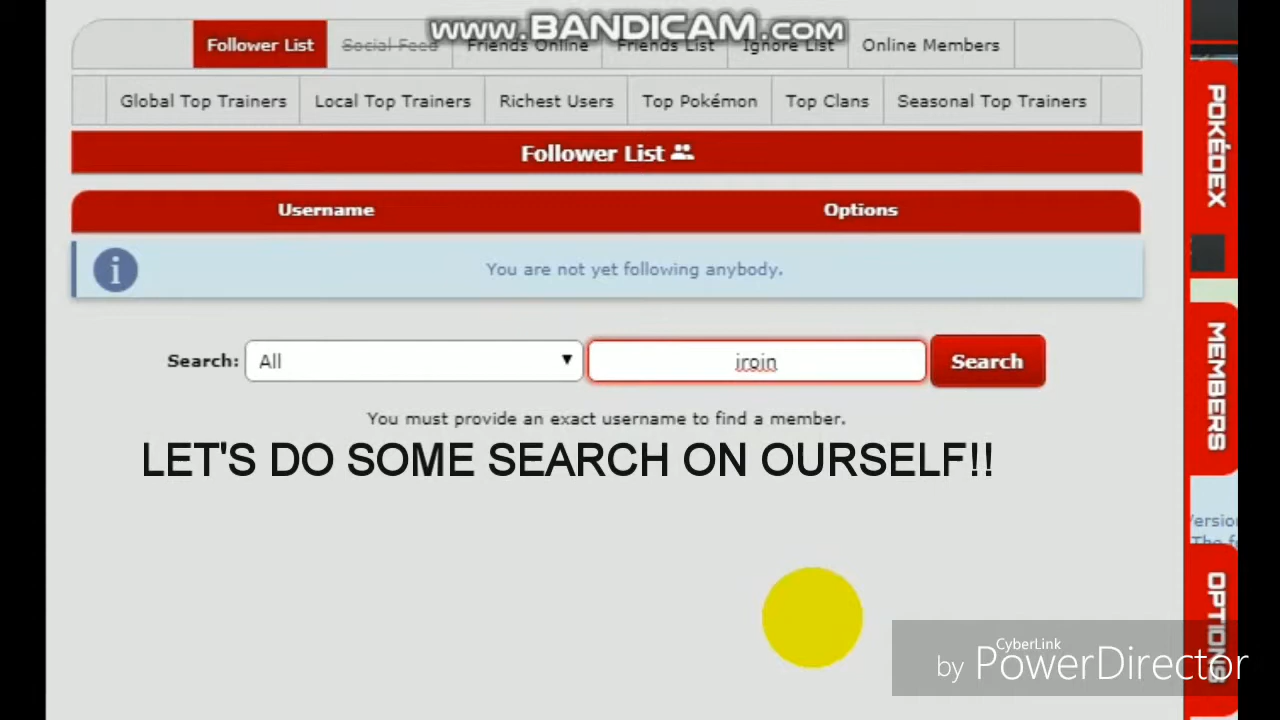 www.BANDICAM.com
Follower List Social Feed Friends Online Friends List Ignore List Online Members
Global Top Trainers Local Top Trainers Richest Users Top Pokémon Top Clans Seasonal Top Trainers
Follower List
Username Options
You are not yet following anybody.
Search: All iroin Search
You must provide an exact username to find a member.
LET'S DO SOME SEARCH ON OURSELF!!
POKÉDEX
MEMBERS
OPTIONS
CyberLink
by PowerDirector